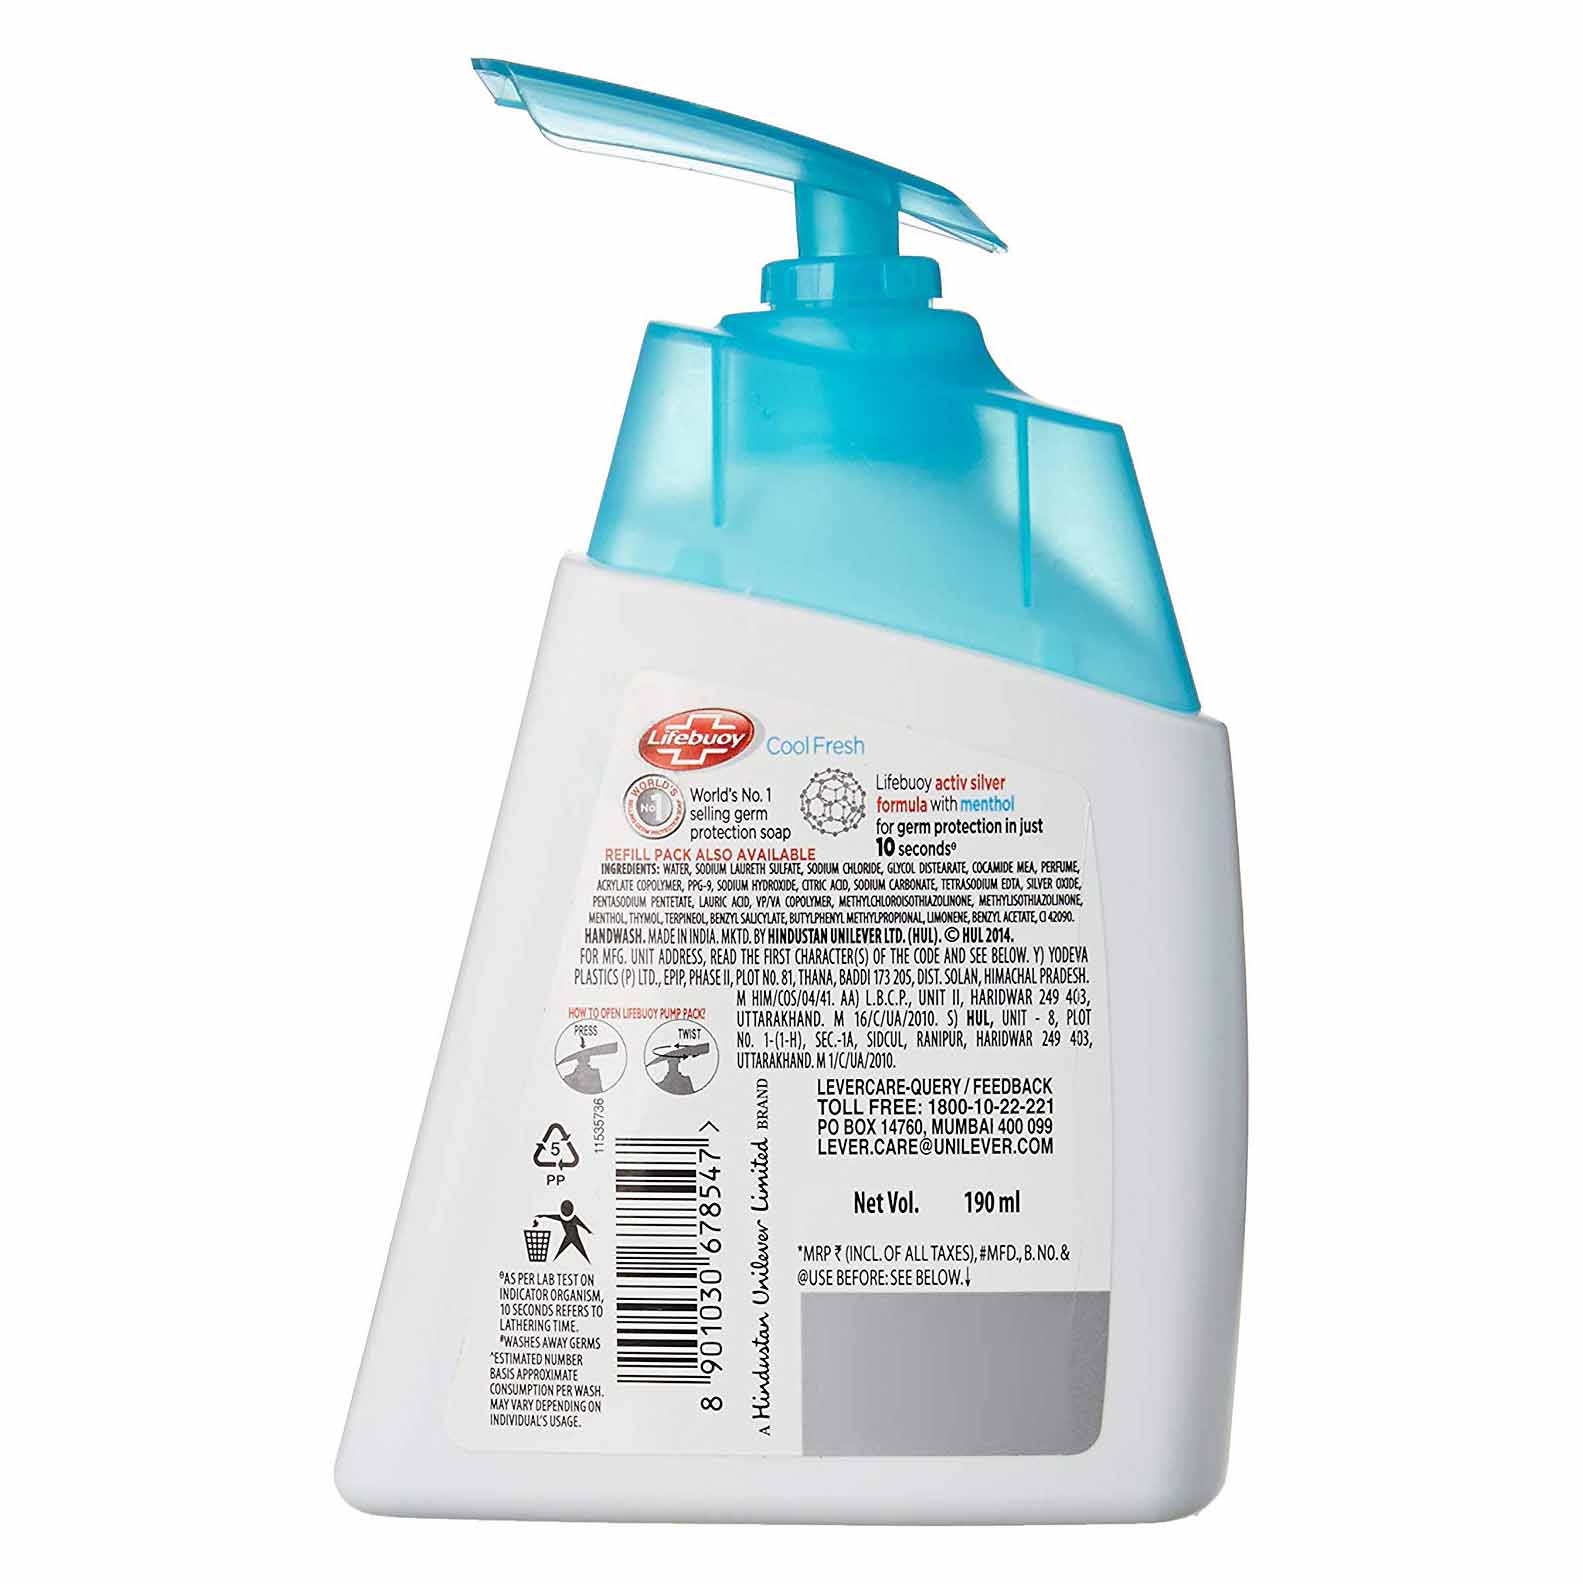 Lifebuoy Cool Fresh
WORLD'S
No 1
World's No. 1
selling germ
protection soap
Lifebuoy activ silver
formula with menthol
for germ protection in just
10 secondsᶿ
REFILL PACK ALSO AVAILABLE
INGREDIENTS: WATER, SODIUM LAURETH SULFATE, SODIUM CHLORIDE, GLYCOL DISTEARATE, COCAMIDE MEA, PERFUME,
ACRYLATE COPOLYMER, PPG-9, SODIUM HYDROXIDE, CITRIC ACID, SODIUM CARBONATE, TETRASODIUM EDTA, SILVER OXIDE,
PENTASODIUM PENTETATE, LAURIC ACID, VP/VA COPOLYMER, METHYLCHLOROISOTHIAZOLINONE, METHYLISOTHIAZOLINONE,
MENTHOL, THYMOL, TERPINEOL, BENZYL SALICYLATE, BUTYLPHENYL METHYLPROPIONAL, LIMONENE, BENZYL ACETATE, CI 42090.
HANDWASH. MADE IN INDIA. MKTD. BY HINDUSTAN UNILEVER LTD. (HUL). © HUL 2014.
FOR MFG. UNIT ADDRESS, READ THE FIRST CHARACTER(S) OF THE CODE AND SEE BELOW. Y) YODEVA
PLASTICS (P) LTD., EPIP, PHASE II, PLOT NO. 81, THANA, BADDI 173 205, DIST. SOLAN, HIMACHAL PRADESH.
M HIM/COS/04/41. AA) L.B.C.P., UNIT II, HARIDWAR 249 403,
UTTARAKHAND. M 16/C/UA/2010. S) HUL, UNIT - 8, PLOT
NO. 1-(1-H), SEC.-1A, SIDCUL, RANIPUR, HARIDWAR 249 403,
UTTARAKHAND. M 1/C/UA/2010.
HOW TO OPEN LIFEBUOY PUMP PACK?
PRESS
TWIST
LEVERCARE-QUERY / FEEDBACK
TOLL FREE: 1800-10-22-221
PO BOX 14760, MUMBAI 400 099
LEVER.CARE@UNILEVER.COM
11535736
5
PP
8 901030 678547 >
A Hindustan Unilever Limited BRAND
Net Vol. 190 ml
*MRP ₹ (INCL. OF ALL TAXES), #MFD., B. NO. &
@USE BEFORE: SEE BELOW.↓
ᶿAS PER LAB TEST ON
INDICATOR ORGANISM,
10 SECONDS REFERS TO
LATHERING TIME.
#WASHES AWAY GERMS
^ESTIMATED NUMBER
BASIS APPROXIMATE
CONSUMPTION PER WASH.
MAY VARY DEPENDING ON
INDIVIDUAL'S USAGE.